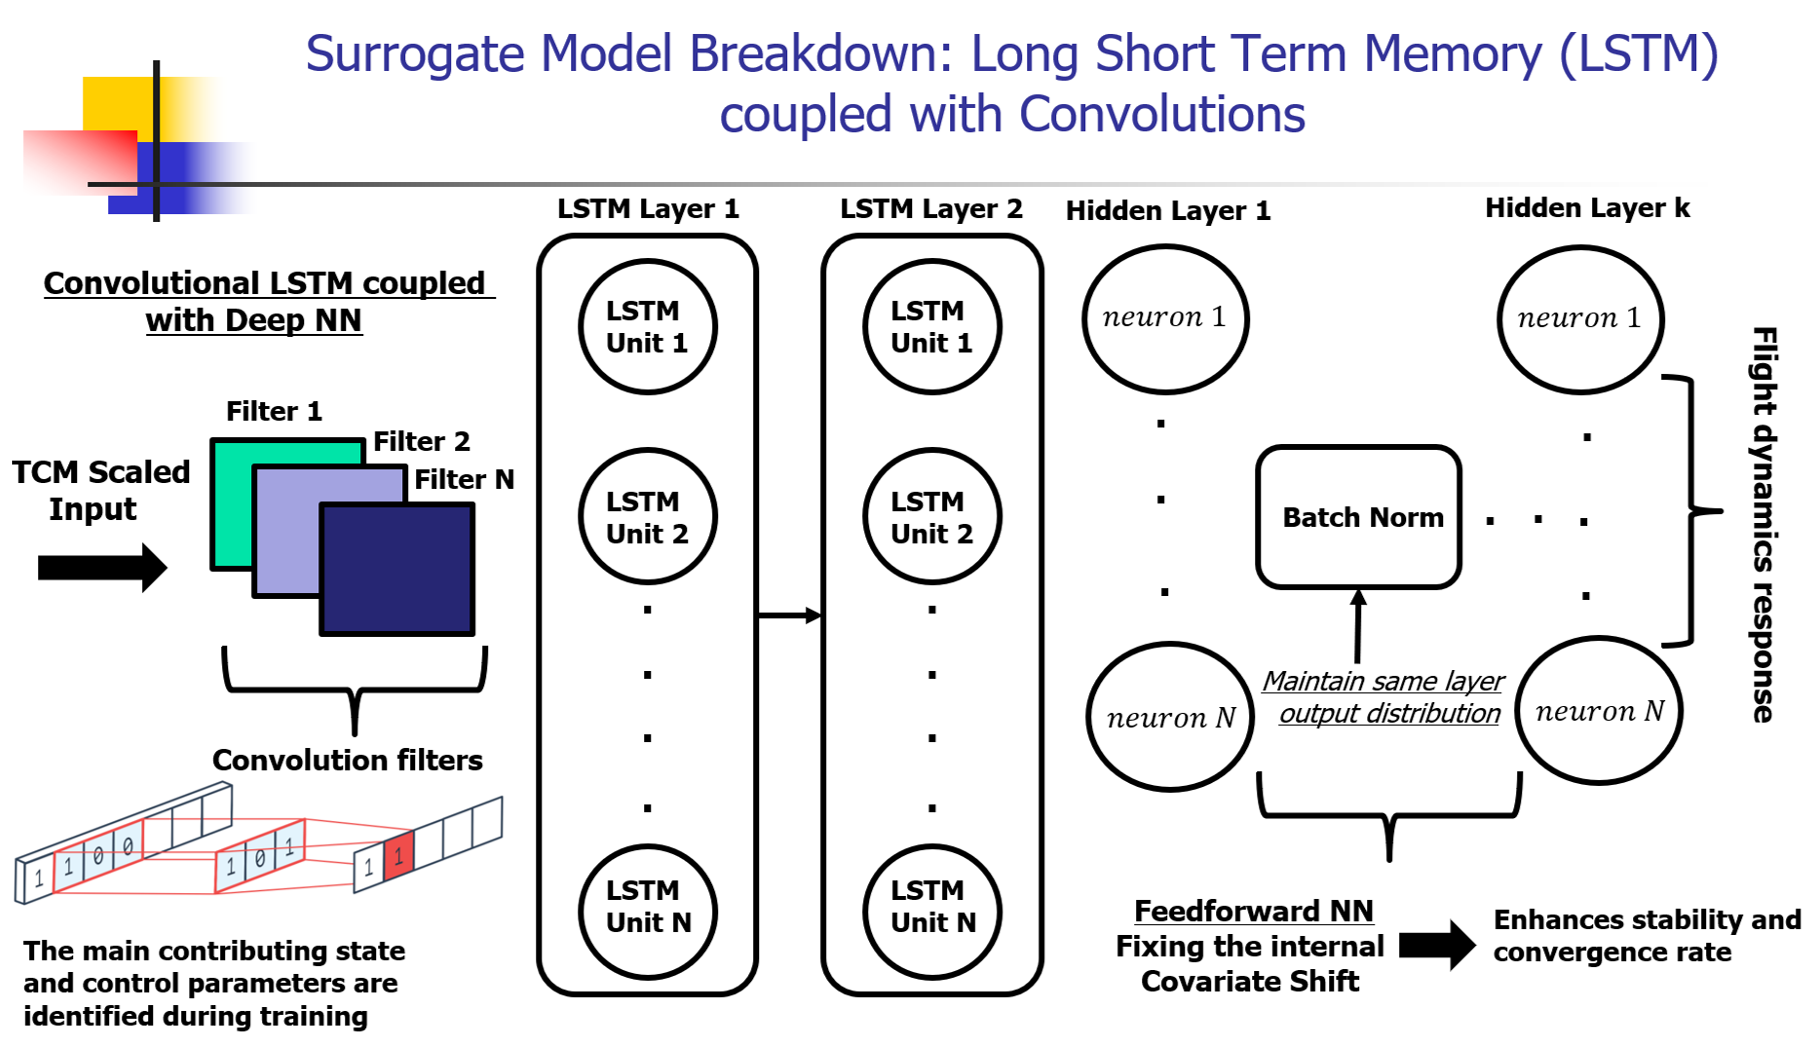 Surrogate Model Breakdown: Long Short Term Memory (LSTM)
coupled with Convolutions
Convolutional LSTM coupled
with Deep NN
TCM Scaled
Input
Filter 1
Filter 2
Filter N
Convolution filters
1 1 0 0
1 0 1
1 1
The main contributing state
and control parameters are
identified during training
LSTM Layer 1
LSTM
Unit 1
LSTM
Unit 2
LSTM
Unit N
LSTM Layer 2
LSTM
Unit 1
LSTM
Unit 2
LSTM
Unit N
Hidden Layer 1
neuron 1
neuron N
Batch Norm
Maintain same layer
output distribution
Hidden Layer k
neuron 1
neuron N
Flight dynamics response
Feedforward NN
Fixing the internal
Covariate Shift
Enhances stability and
convergence rate